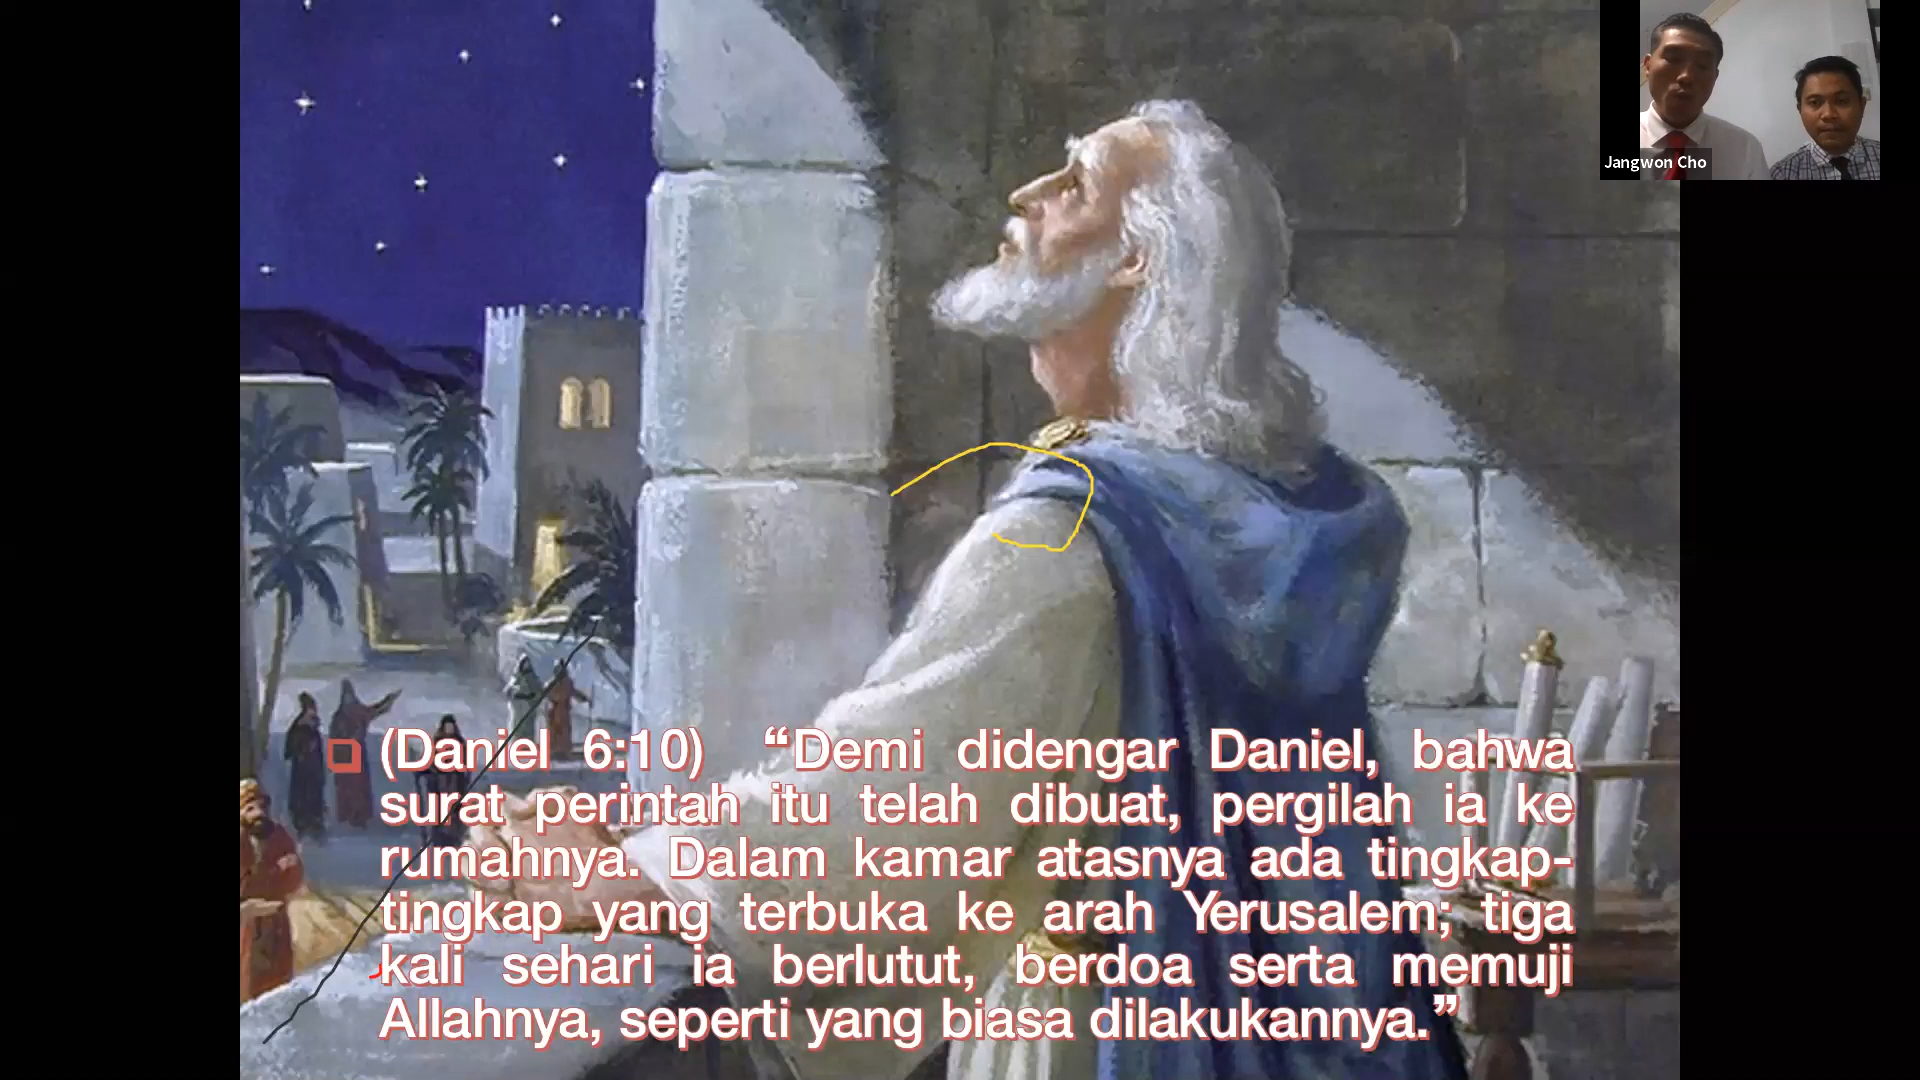 Jangwon Cho
(Daniel 6:10) “Demi didengar Daniel, bahwa
surat perintah itu telah dibuat, pergilah ia ke
rumahnya. Dalam kamar atasnya ada tingkap-
tingkap yang terbuka ke arah Yerusalem; tiga
kali sehari ia berlutut, berdoa serta memuji
Allahnya, seperti yang biasa dilakukannya.”